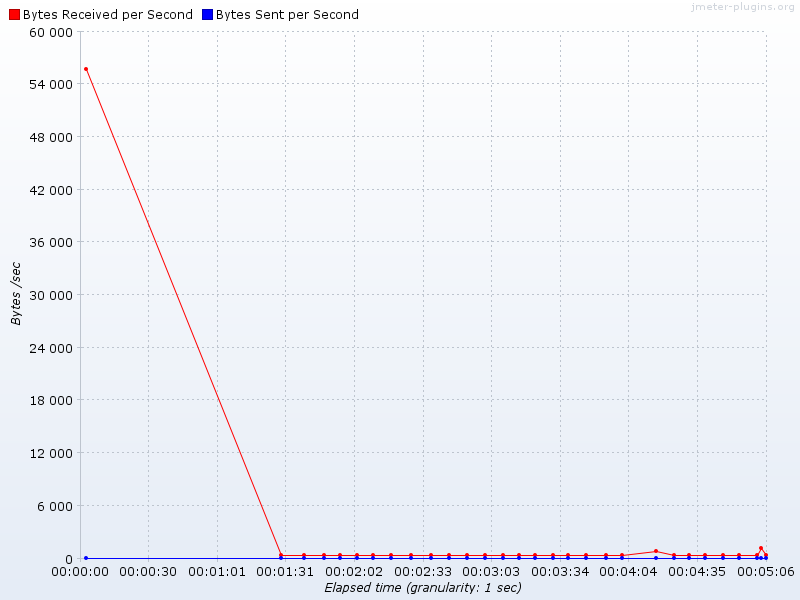 jmeter-plugins.org
Bytes Received per Second Bytes Sent per Second
60 000
54 000
48 000
42 000
36 000
30 000
24 000
18 000
12 000
6 000
0
Bytes /sec
00:00:00 00:00:30 00:01:01 00:01:31 00:02:02 00:02:33 00:03:03 00:03:34 00:04:04 00:04:35 00:05:06
Elapsed time (granularity: 1 sec)